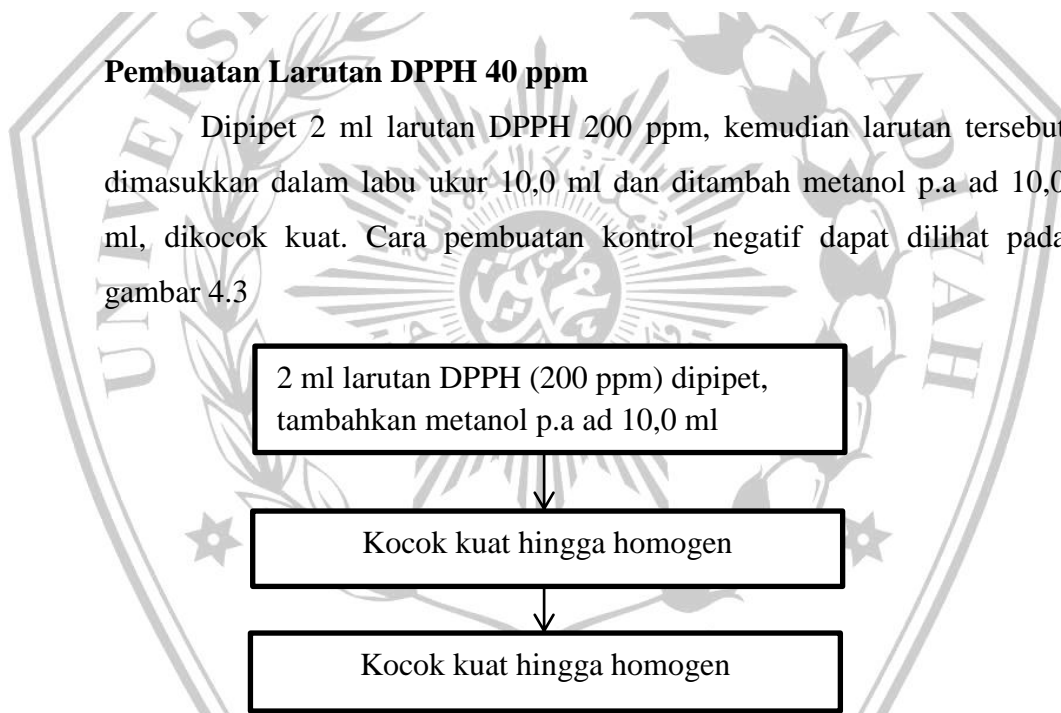 Pembuatan Larutan DPPH 40 ppm
Dipipet 2 ml larutan DPPH 200 ppm, kemudian larutan tersebut
dimasukkan dalam labu ukur 10,0 ml dan ditambah metanol p.a ad 10,0
ml, dikocok kuat. Cara pembuatan kontrol negatif dapat dilihat pada
gambar 4.3
2 ml larutan DPPH (200 ppm) dipipet,
tambahkan metanol p.a ad 10,0 ml
Kocok kuat hingga homogen
Kocok kuat hingga homogen